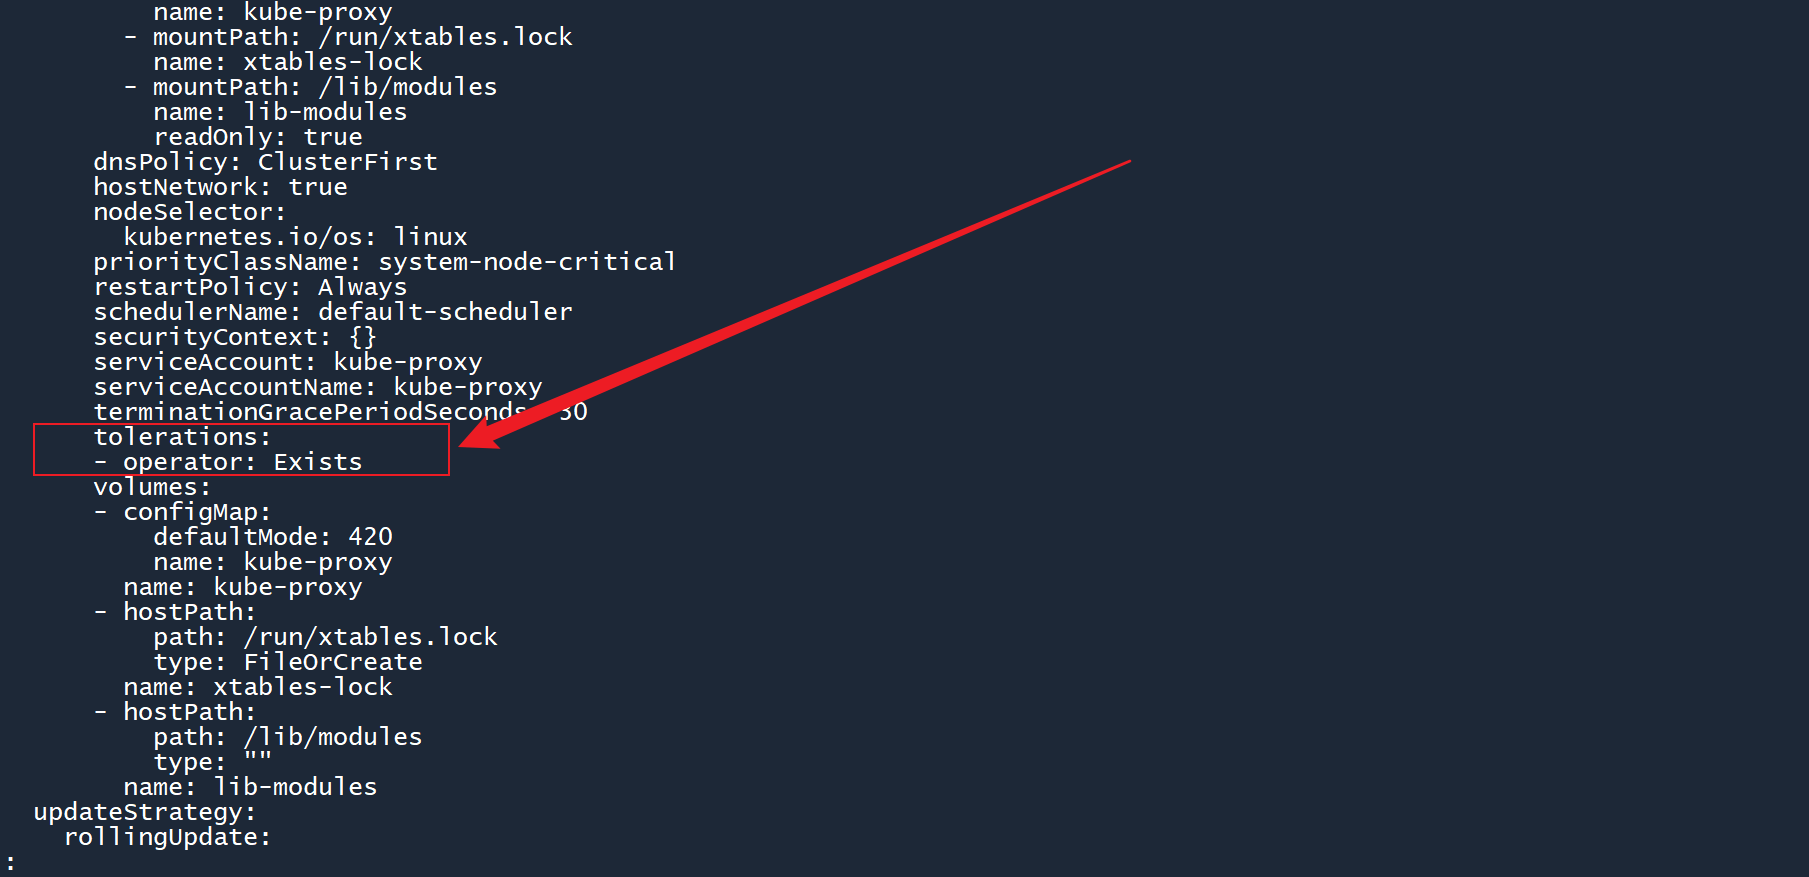 name: kube-proxy
- mountPath: /run/xtables.lock
name: xtables-lock
- mountPath: /lib/modules
name: lib-modules
readOnly: true
dnsPolicy: ClusterFirst
hostNetwork: true
nodeSelector:
kubernetes.io/os: linux
priorityClassName: system-node-critical
restartPolicy: Always
schedulerName: default-scheduler
securityContext: {}
serviceAccount: kube-proxy
serviceAccountName: kube-proxy
terminationGracePeriodSeconds 30
tolerations:
- operator: Exists
volumes:
- configMap:
defaultMode: 420
name: kube-proxy
name: kube-proxy
- hostPath:
path: /run/xtables.lock
type: FileOrCreate
name: xtables-lock
- hostPath:
path: /lib/modules
type: ""
name: lib-modules
updateStrategy:
rollingUpdate:
: